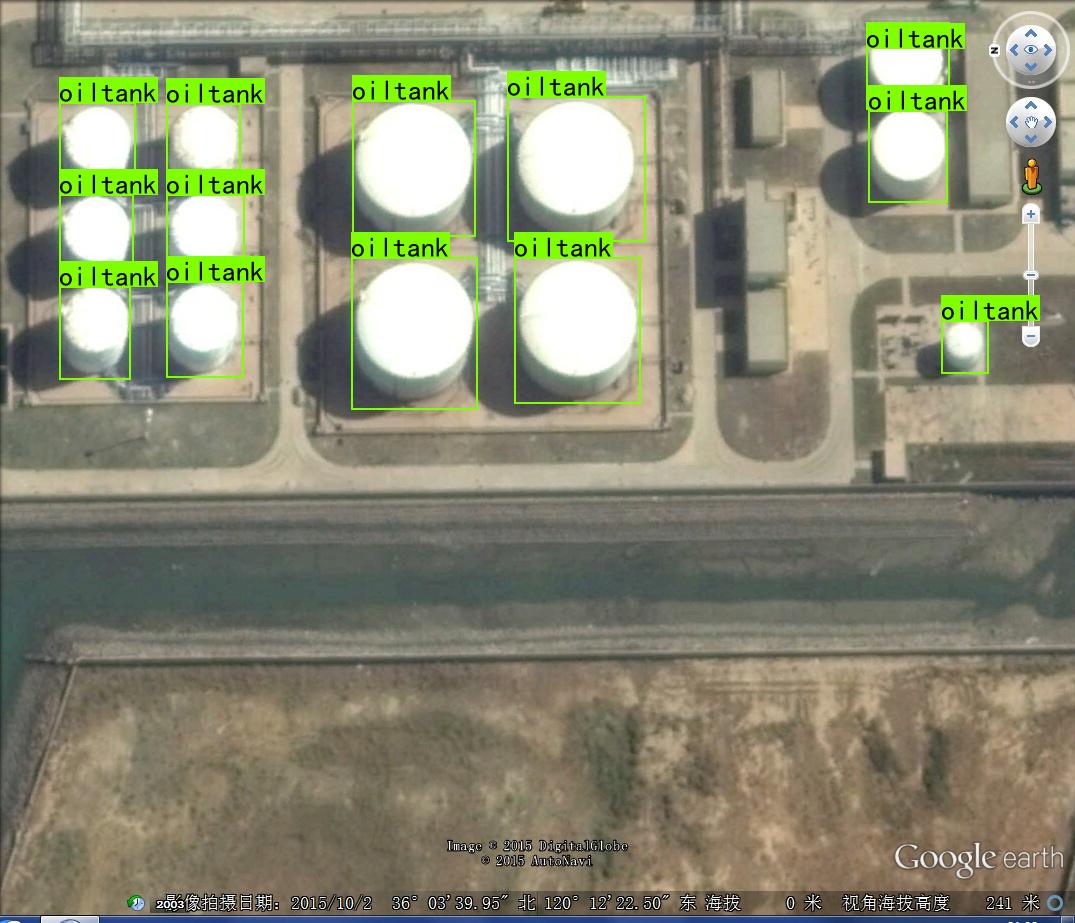 oiltank
oiltank oiltank
oiltank oiltank oiltank
oiltank
oiltank oiltank
oiltank oiltank
oiltank oiltank
oiltank
N
Image © 2015 DigitalGlobe
© 2015 AutoNavi
Google earth
2003 影像拍摄日期: 2015/10/2 36° 03′39.95″ 北 120° 12′22.50″ 东 海拔 0 米 视角海拔高度 241 米